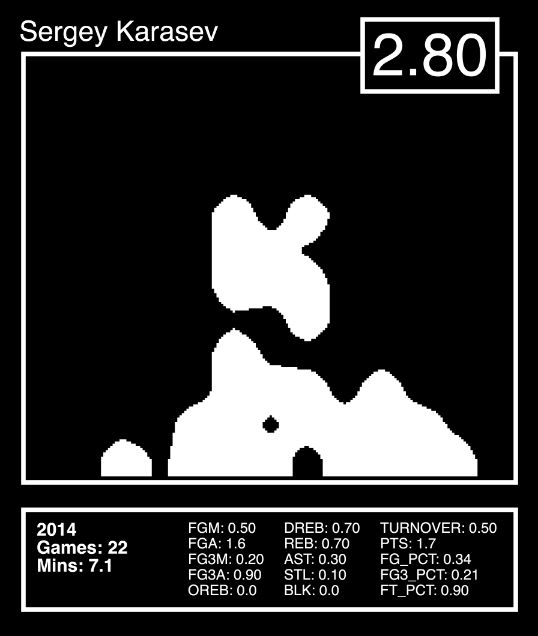 Sergey Karasev
2.80
2014
Games: 22
Mins: 7.1
FGM: 0.50
FGA: 1.6
FG3M: 0.20
FG3A: 0.90
OREB: 0.0
DREB: 0.70
REB: 0.70
AST: 0.30
STL: 0.10
BLK: 0.0
TURNOVER: 0.50
PTS: 1.7
FG_PCT: 0.34
FG3_PCT: 0.21
FT_PCT: 0.90